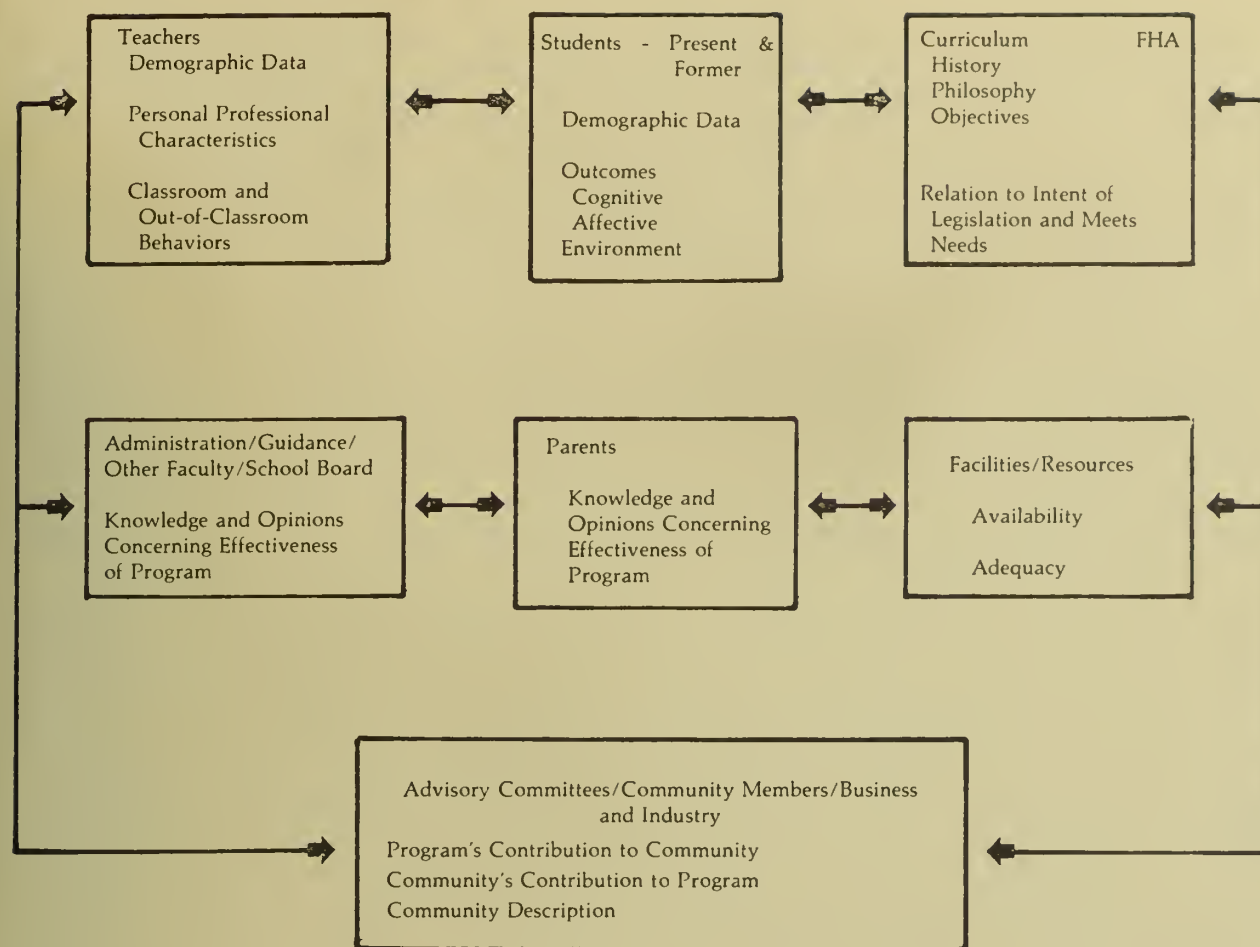 Teachers
Demographic Data
Personal Professional
Characteristics
Classroom and
Out-of-Classroom
Behaviors
Students - Present &
Former
Demographic Data
Outcomes
Cognitive
Affective
Environment
Curriculum FHA
History
Philosophy
Objectives
Relation to Intent of
Legislation and Meets
Needs
Administration/Guidance/
Other Faculty/School Board
Knowledge and Opinions
Concerning Effectiveness
of Program
Parents
Knowledge and
Opinions Concerning
Effectiveness of
Program
Facilities/Resources
Availability
Adequacy
Advisory Committees/Community Members/Business
and Industry
Program's Contribution to Community
Community's Contribution to Program
Community Description